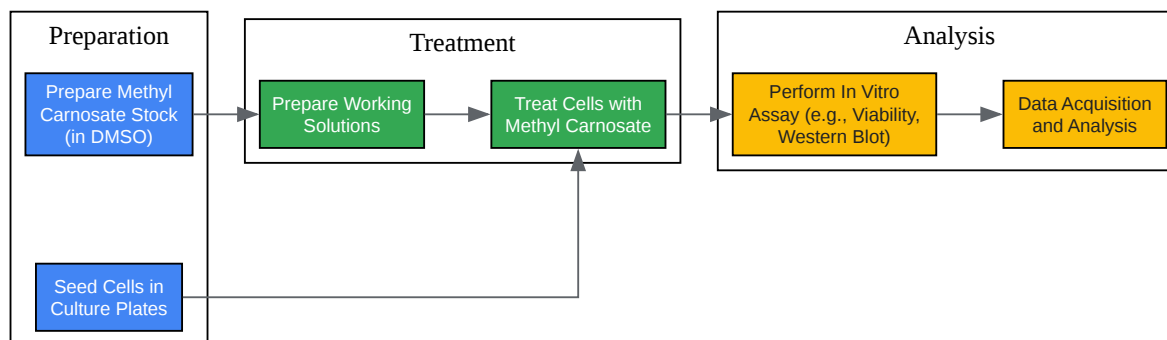 Preparation
Prepare Methyl
Carnosate Stock
(in DMSO)
Seed Cells in
Culture Plates
Treatment
Prepare Working
Solutions
Treat Cells with
Methyl Carnosate
Analysis
Perform In Vitro
Assay (e.g., Viability,
Western Blot)
Data Acquisition
and Analysis